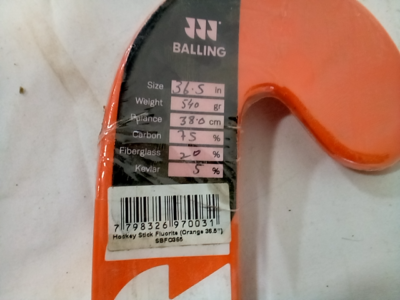 BALLING
Size 36.5 in
Weight 540 gr
Balance 38.0 cm
Carbon 75 %
Fiberglass 20 %
Kevlar 5 %
7 798326 970031
Hockey Stick Fluorita (Orange 36.5")